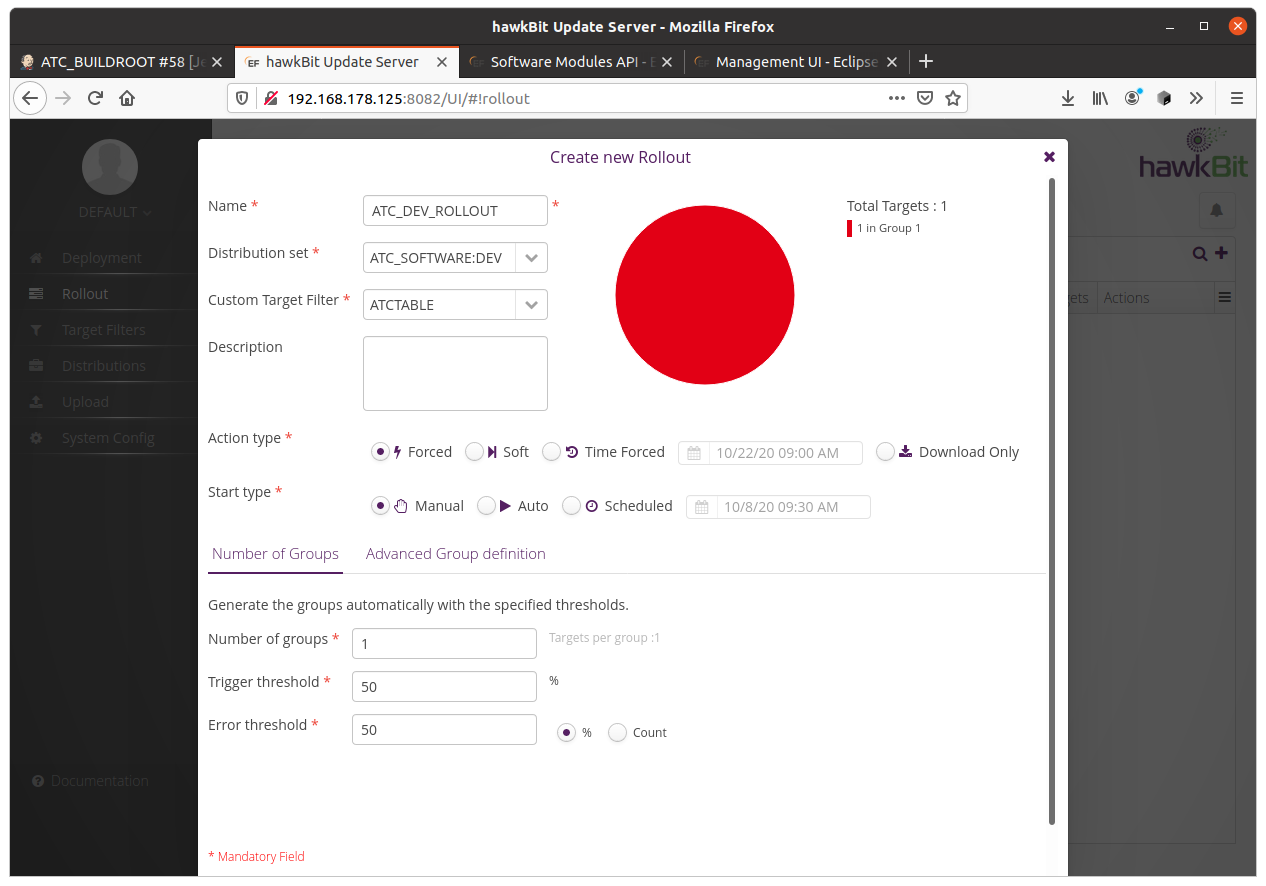 hawkBit Update Server - Mozilla Firefox
ATC_BUILDROOT #58 [Je
hawkBit Update Server
Software Modules API - E
Management UI - Eclipse
192.168.178.125:8082/UI/#!rollout
hawkBit
DEFAULT
Deployment
Rollout
Target Filters
Distributions
Upload
System Config
Documentation
gets Actions
Create new Rollout
Name * ATC_DEV_ROLLOUT *
Total Targets : 1
1 in Group 1
Distribution set * ATC_SOFTWARE:DEV
Custom Target Filter * ATCTABLE
Description
Action type * Forced Soft Time Forced 10/22/20 09:00 AM Download Only
Start type * Manual Auto Scheduled 10/8/20 09:30 AM
Number of Groups Advanced Group definition
Generate the groups automatically with the specified thresholds.
Number of groups * 1 Targets per group :1
Trigger threshold * 50 %
Error threshold * 50 % Count
* Mandatory Field